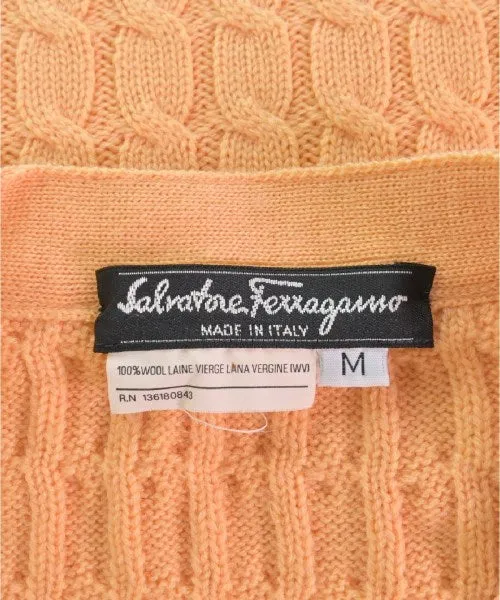 Salvatore Ferragamo
MADE IN ITALY
100% WOOL LAINE VIERGE LANA VERGINE (WV)
R.N 136180843
M